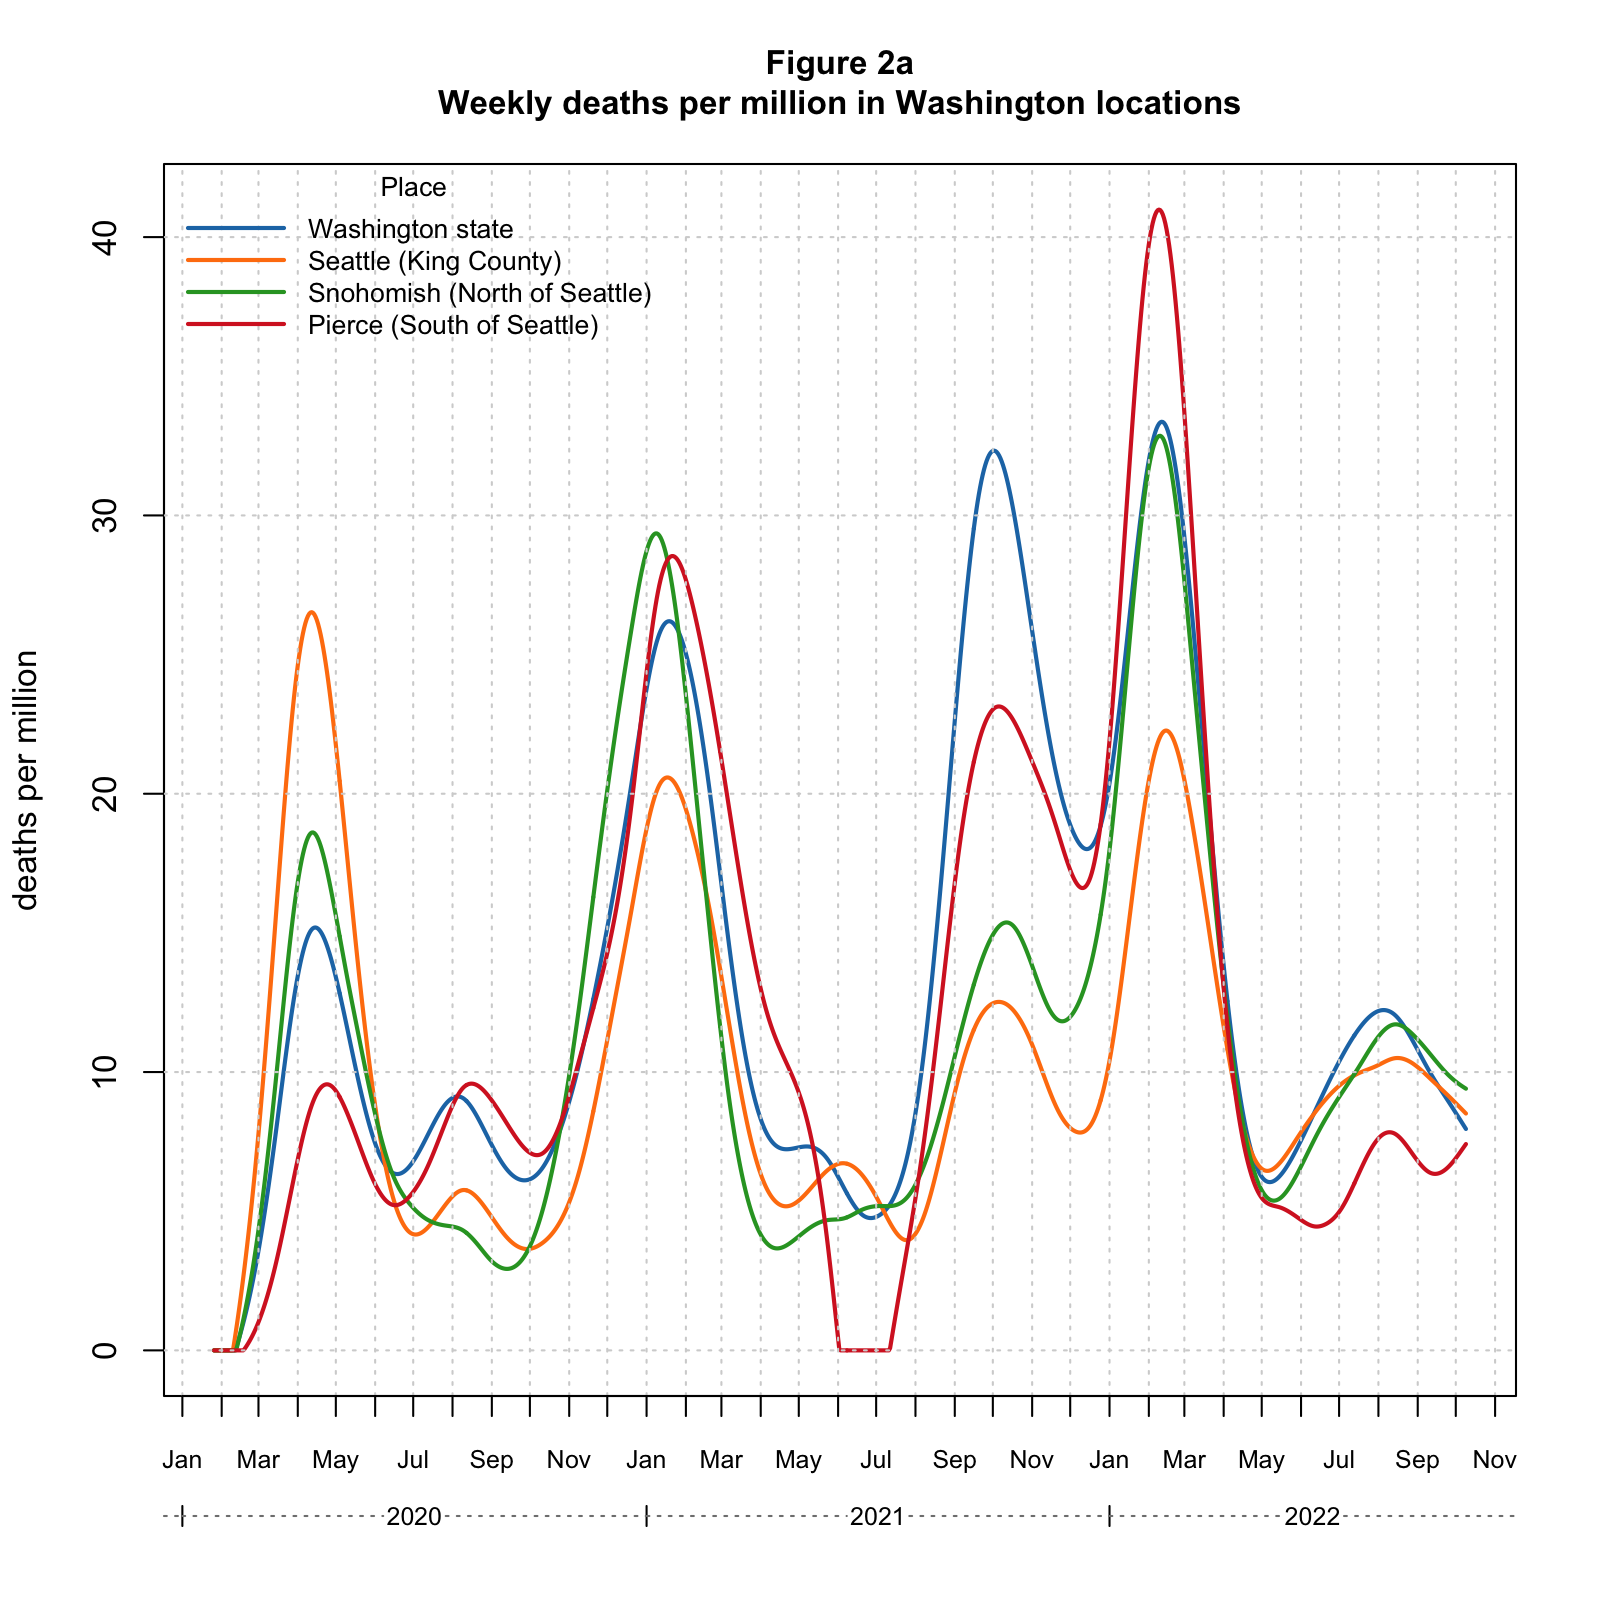 Figure 2a
Weekly deaths per million in Washington locations
Place
Washington state
Seattle (King County)
Snohomish (North of Seattle)
Pierce (South of Seattle)
deaths per million
40
30
20
10
0
Jan Mar May Jul Sep Nov Jan Mar May Jul Sep Nov Jan Mar May Jul Sep Nov
2020 2021 2022